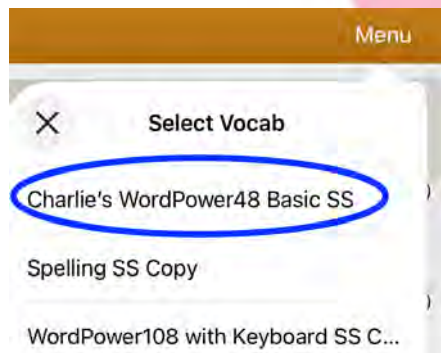 Menu
Select Vocab
Charlie's WordPower48 Basic SS
Spelling SS Copy
WordPower108 with Keyboard SS C...